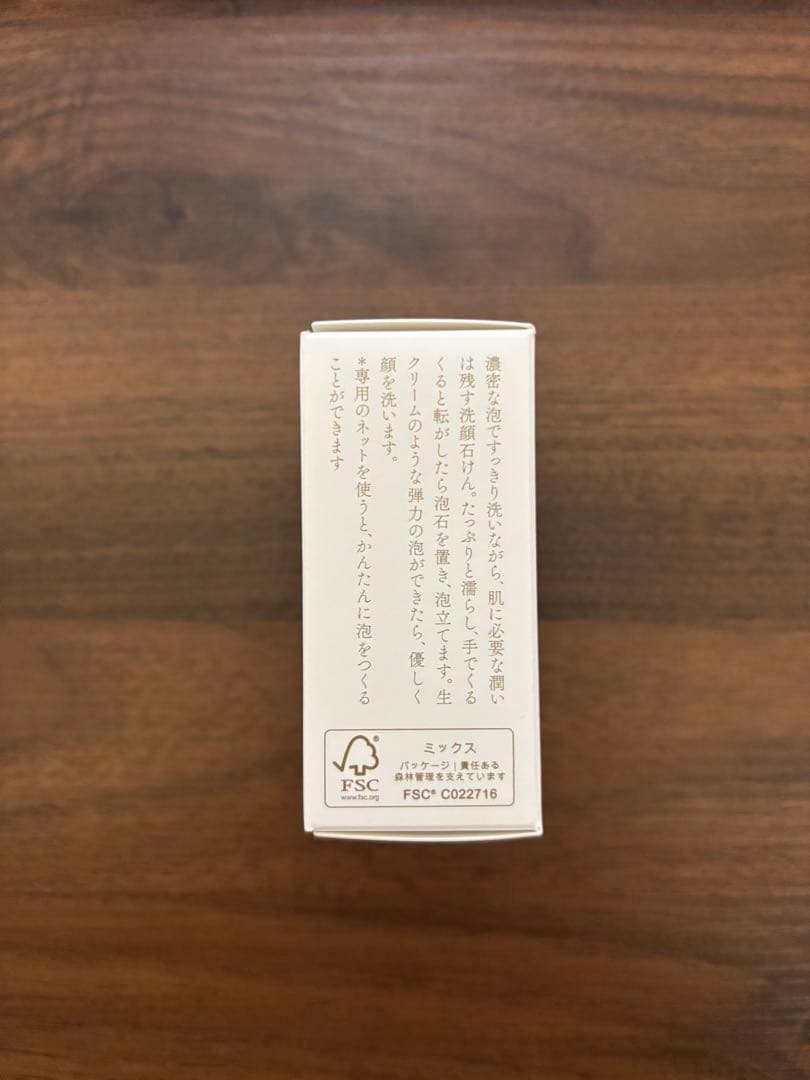 濃密な泡ですっきり洗いながら、肌に必要な潤い
は残す洗顔石けん。たっぷりと濡らし、手でくる
くると転がしたら泡石を置き、泡立てます。生
クリームのような弾力の泡ができたら、優しく
顔を洗います。
*専用のネットを使うと、かんたんに泡をつくる
ことができます
®
FSC
www.fsc.org
ミックス
パッケージ|責任ある
森林管理を支えています
FSC® C022716